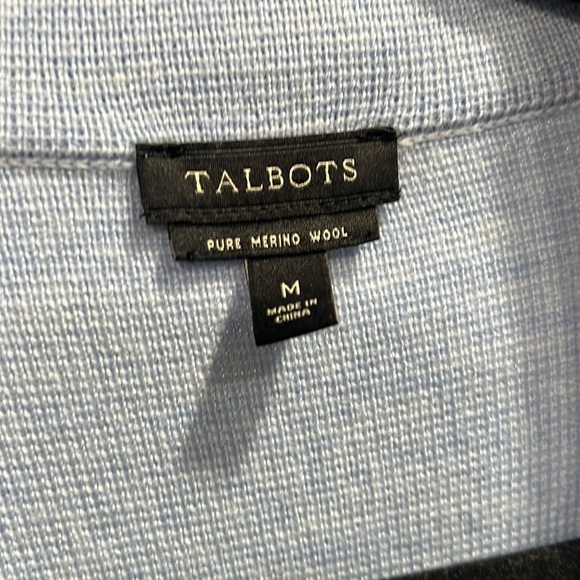 TALBOTS
PURE MERINO WOOL
M
MADE IN
CHINA